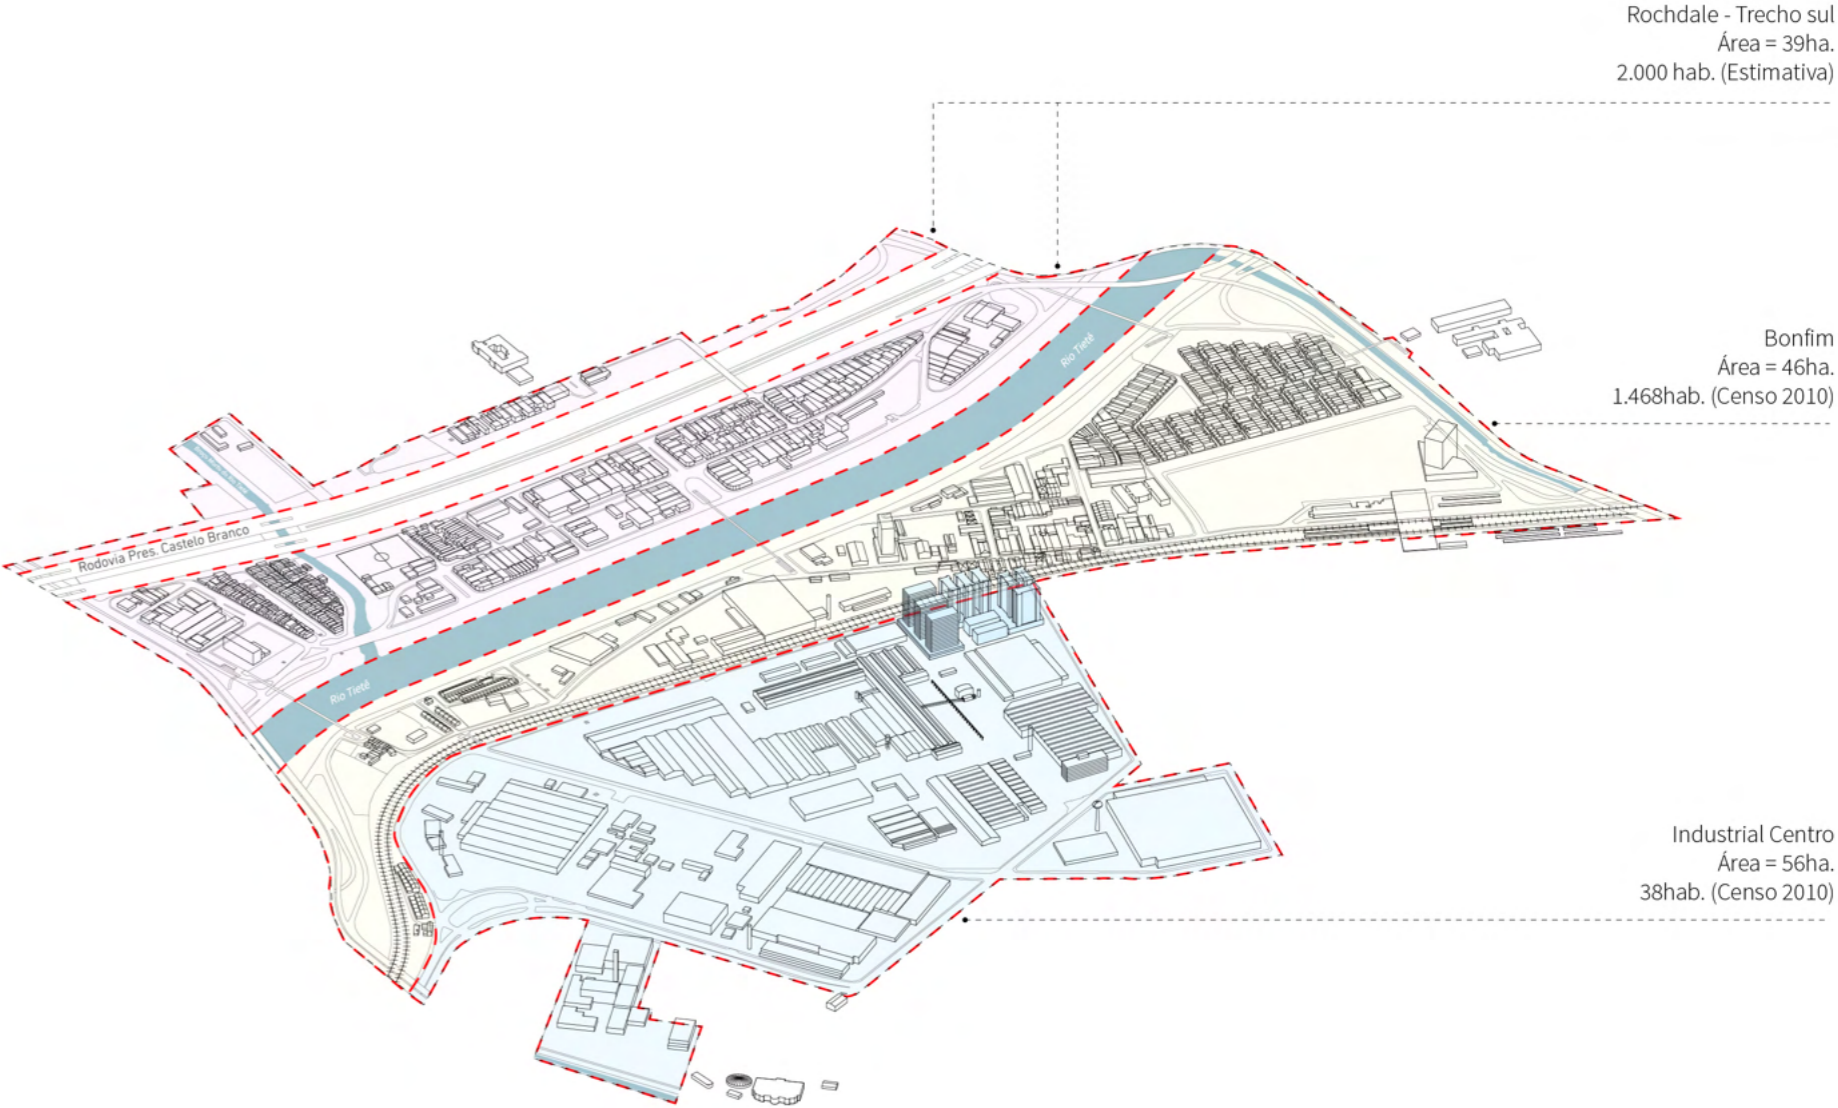 Rochdale - Trecho sul
Área = 39ha.
2.000 hab. (Estimativa)
Rio Tietê
Bonfim
Área = 46ha.
1.468hab. (Censo 2010)
Rodovia Pres. Castelo Branco
Rio Tietê
Industrial Centro
Área = 56ha.
38hab. (Censo 2010)